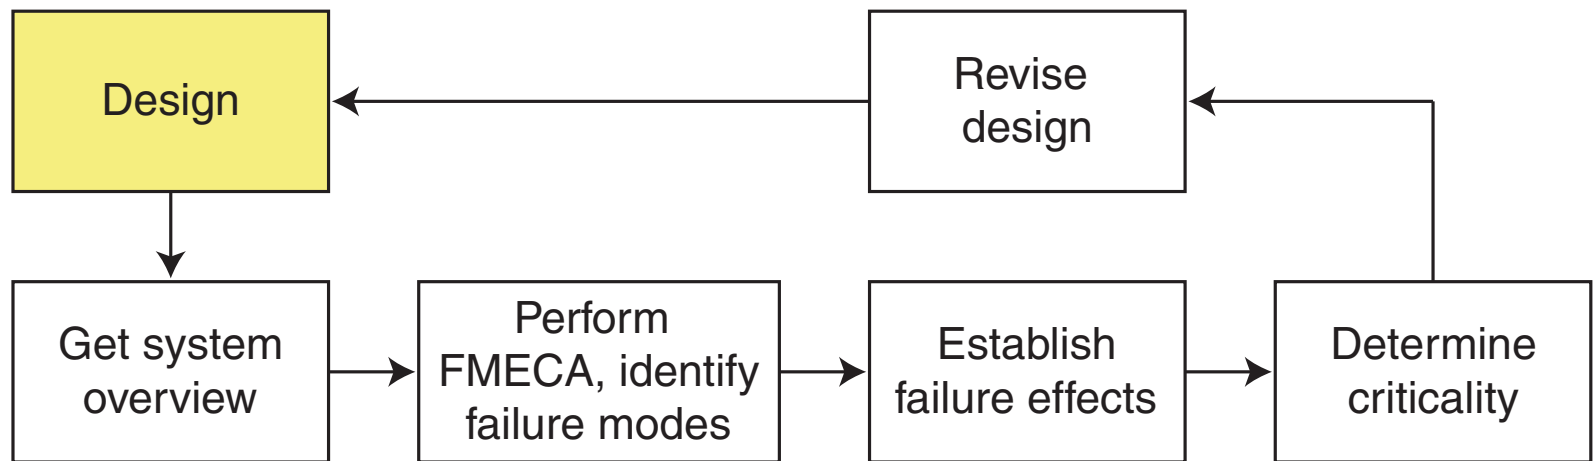 Design
Revise
design
Get system
overview
Perform
FMECA, identify
failure modes
Establish
failure effects
Determine
criticality